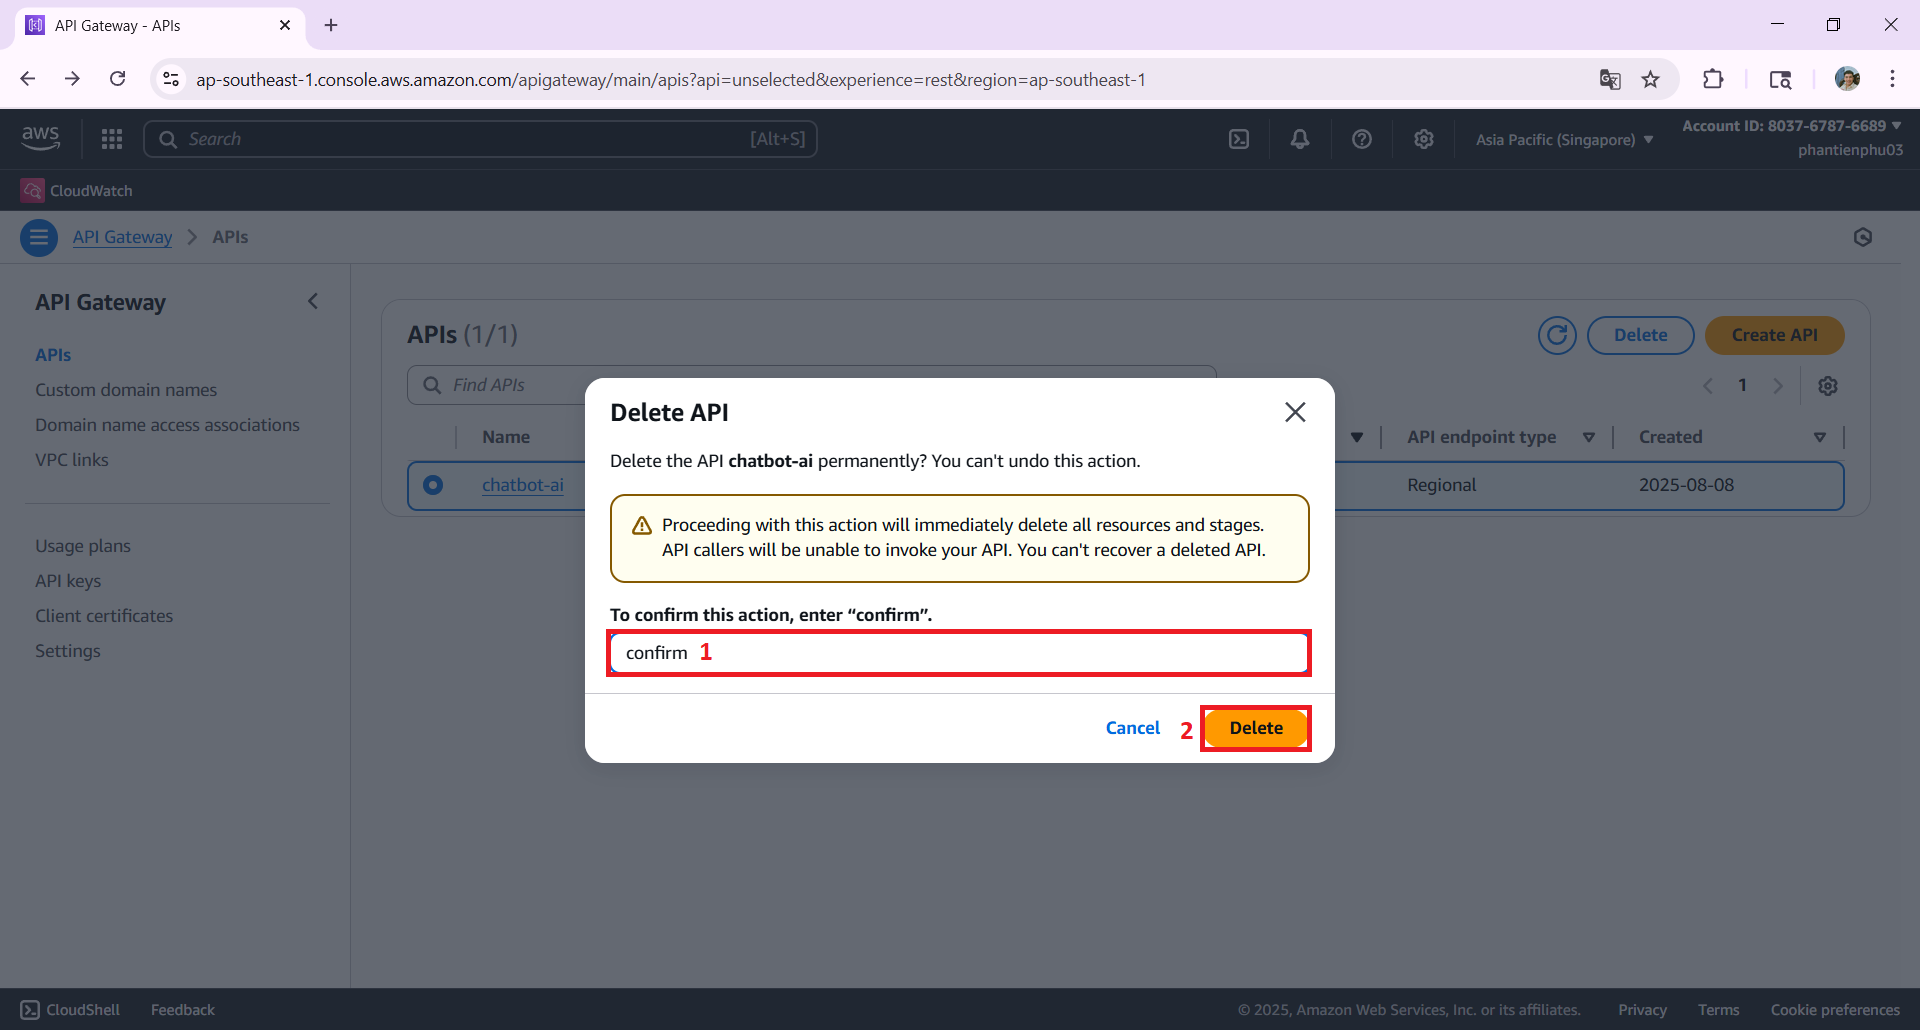 API Gateway - APIs
ap-southeast-1.console.aws.amazon.com/apigateway/main/apis?api=unselected&experience=rest&region=ap-southeast-1
aws
Search
[Alt+S]
Asia Pacific (Singapore)
Account ID: 8037-6787-6689
phantienphu03
CloudWatch
API Gateway
APIs
API Gateway
APIs
Custom domain names
Domain name access associations
VPC links
Usage plans
API keys
Client certificates
Settings
APIs (1/1)
Delete
Create API
Find APIs
1
Name
API endpoint type
Created
chatbot-ai
Regional
2025-08-08
Delete API
Delete the API chatbot-ai permanently? You can't undo this action.
Proceeding with this action will immediately delete all resources and stages.
API callers will be unable to invoke your API. You can't recover a deleted API.
To confirm this action, enter “confirm”.
confirm 1
Cancel
2
Delete
CloudShell
Feedback
© 2025, Amazon Web Services, Inc. or its affiliates.
Privacy
Terms
Cookie preferences